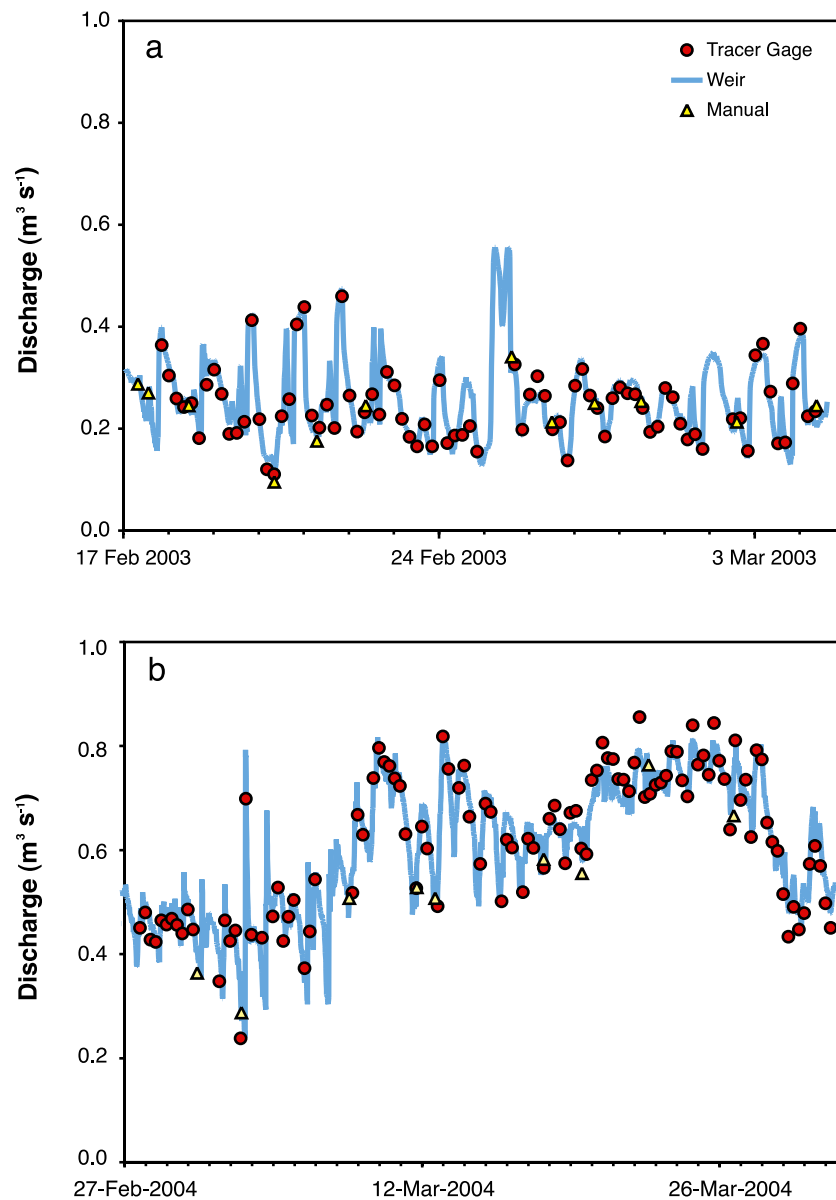 1.0
a
Tracer Gage
Weir
Manual
0.8
0.6
0.4
0.2
0.0
Discharge (m³ s⁻¹)
17 Feb 2003 24 Feb 2003 3 Mar 2003
1.0
b
0.8
0.6
0.4
0.2
0.0
Discharge (m³ s⁻¹)
27-Feb-2004 12-Mar-2004 26-Mar-2004